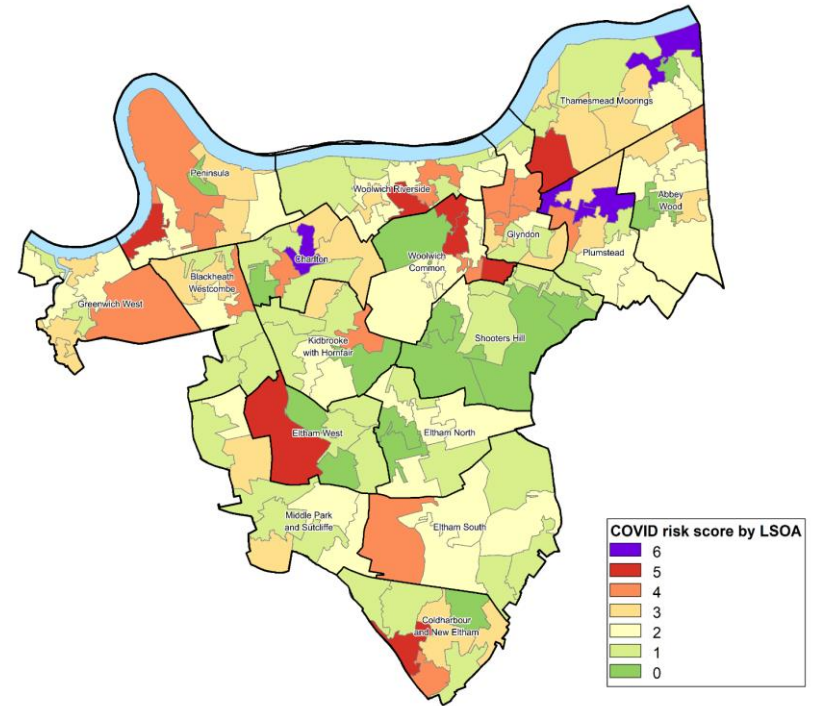 Thamesmead Moorings
Peninsula
Woolwich Riverside
Abbey
Wood
Glyndon
Plumstead
Charlton
Woolwich
Common
Blackheath
Westcombe
Greenwich West
Shooters Hill
Kidbrooke
with Hornfair
Eltham West
Eltham North
Middle Park
and Sutcliffe
Eltham South
Coldharbour
and New Eltham
COVID risk score by LSOA
6
5
4
3
2
1
0